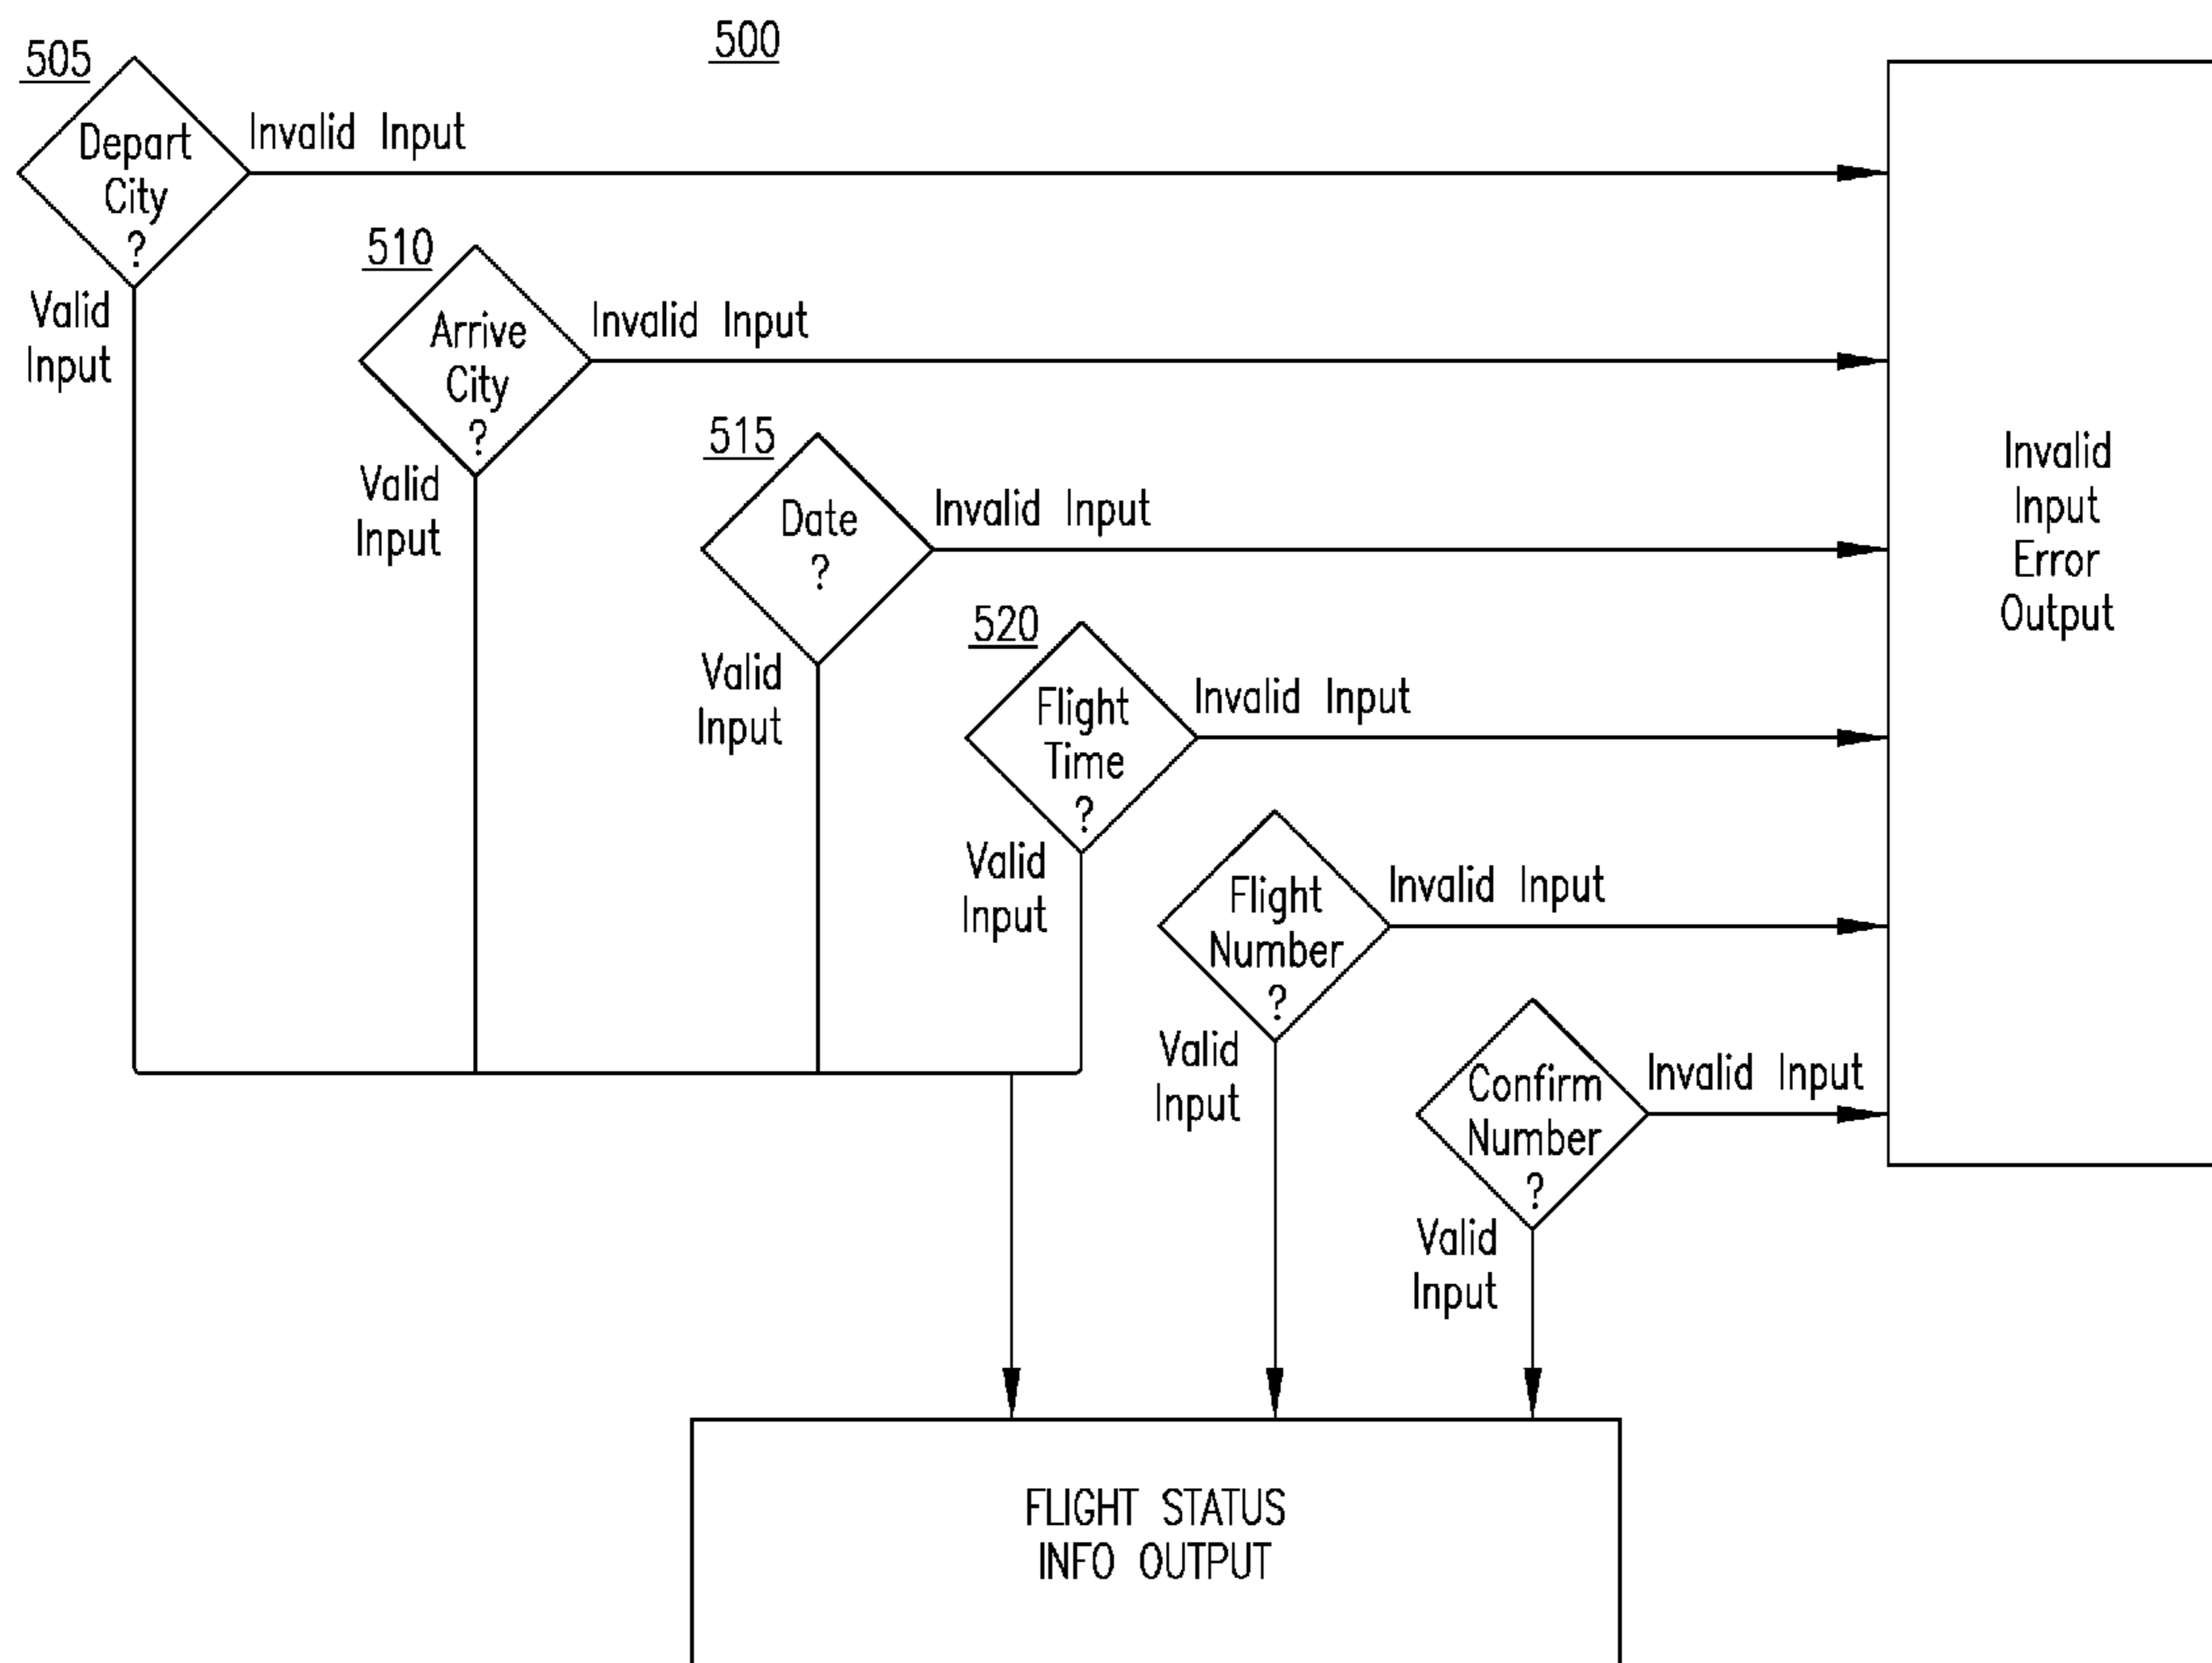 500
505
Depart
City
?
Invalid Input
Valid
Input
510
Arrive
City
?
Invalid Input
Valid
Input
515
Date
?
Invalid Input
Valid
Input
520
Flight
Time
?
Invalid Input
Valid
Input
Flight
Number
?
Invalid Input
Valid
Input
Confirm
Number
?
Invalid Input
Valid
Input
Invalid
Input
Error
Output
FLIGHT STATUS
INFO OUTPUT